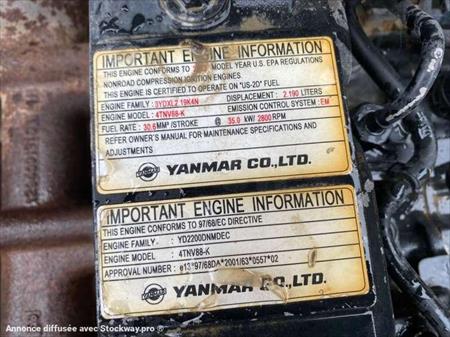 IMPORTANT ENGINE INFORMATION
THIS ENGINE CONFORMS TO MODEL YEAR U.S. EPA REGULATIONS
NONROAD COMPRESSION IGNITION ENGINES.
THIS ENGINE IS CERTIFIED TO OPERATE ON "US-2D" FUEL
ENGINE FAMILY : 3YDXL2.19K4N DISPLACEMENT : 2.190 LITERS
ENGINE MODEL : 4TNV88-K EMISSION CONTROL SYSTEM : EM
FUEL RATE : 30.6 MM³/STROKE @ 35.0 kW/ 2800 RPM
REFER OWNER'S MANUAL FOR MAINTENANCE SPECIFICATIONS AND
ADJUSTMENTS
YANMAR CO.,LTD.
IMPORTANT ENGINE INFORMATION
THIS ENGINE CONFORMS TO 97/68/EC DIRECTIVE
ENGINE FAMILY : YD2200DNMDEC
ENGINE MODEL : 4TNV88-K
APPROVAL NUMBER : e13*97/68DA*2001/63*0557*02
YANMAR CO.,LTD.
Annonce diffusée avec Stockway.pro ®